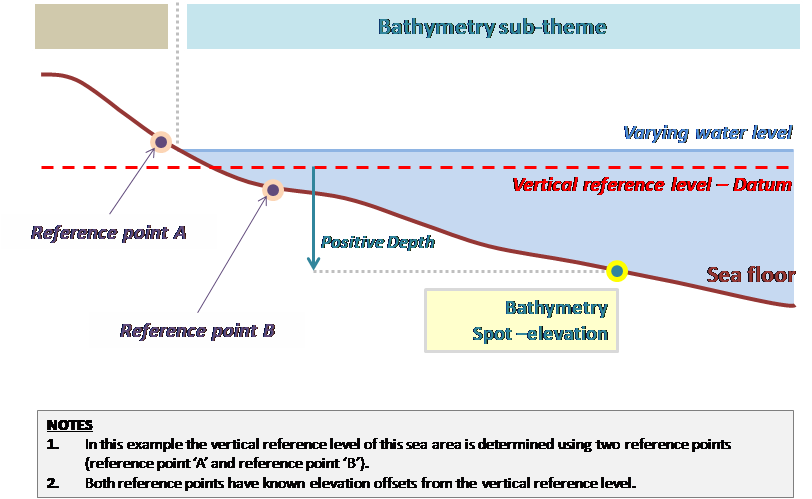 Bathymetry sub-theme
Varying water level
Vertical reference level – Datum
Reference point A
Positive Depth
Sea floor
Bathymetry
Spot –elevation
Reference point B
NOTES
1. In this example the vertical reference level of this sea area is determined using two reference points
(reference point ‘A’ and reference point ‘B’).
2. Both reference points have known elevation offsets from the vertical reference level.